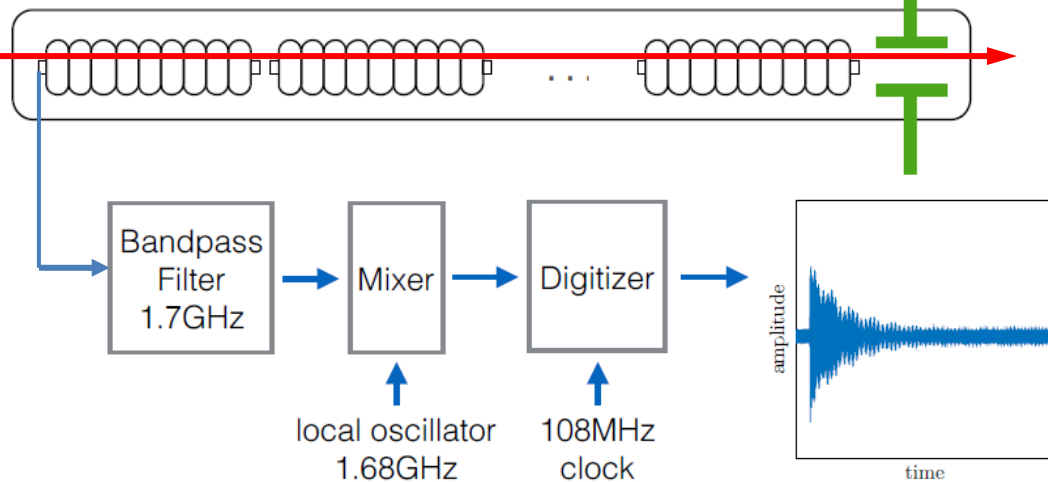 . . .
Bandpass
Filter
1.7GHz
Mixer
Digitizer
local oscillator
1.68GHz
108MHz
clock
amplitude
time